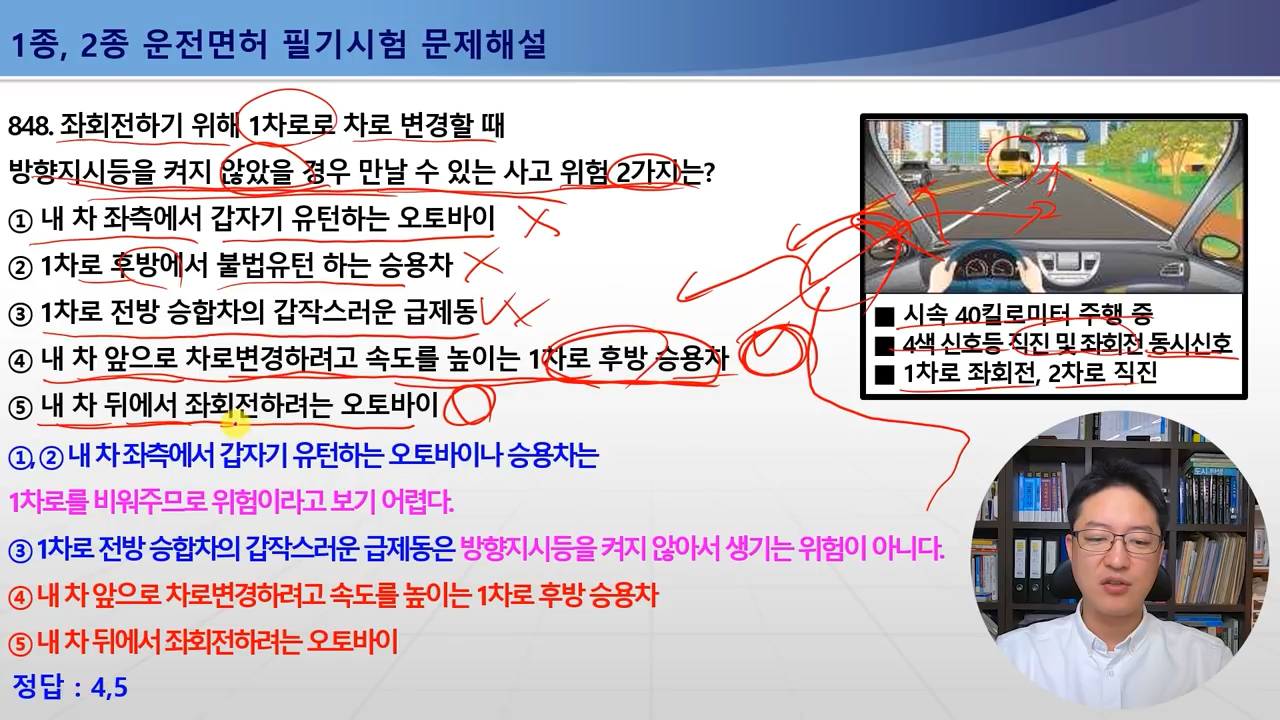 1종, 2종 운전면허 필기시험 문제해설
848. 좌회전하기 위해 1차로로 차로 변경할 때
방향지시등을 켜지 않았을 경우 만날 수 있는 사고 위험 2가지는?
① 내 차 좌측에서 갑자기 유턴하는 오토바이
② 1차로 후방에서 불법유턴 하는 승용차
③ 1차로 전방 승합차의 갑작스러운 급제동
④ 내 차 앞으로 차로변경하려고 속도를 높이는 1차로 후방 승용차
⑤ 내 차 뒤에서 좌회전하려는 오토바이
■ 시속 40킬로미터 주행 중
■ 4색 신호등 직진 및 좌회전 동시신호
■ 1차로 좌회전, 2차로 직진
①, ② 내 차 좌측에서 갑자기 유턴하는 오토바이나 승용차는
1차로를 비워주므로 위험이라고 보기 어렵다.
③ 1차로 전방 승합차의 갑작스러운 급제동은 방향지시등을 켜지 않아서 생기는 위험이 아니다.
④ 내 차 앞으로 차로변경하려고 속도를 높이는 1차로 후방 승용차
⑤ 내 차 뒤에서 좌회전하려는 오토바이
정답 : 4,5